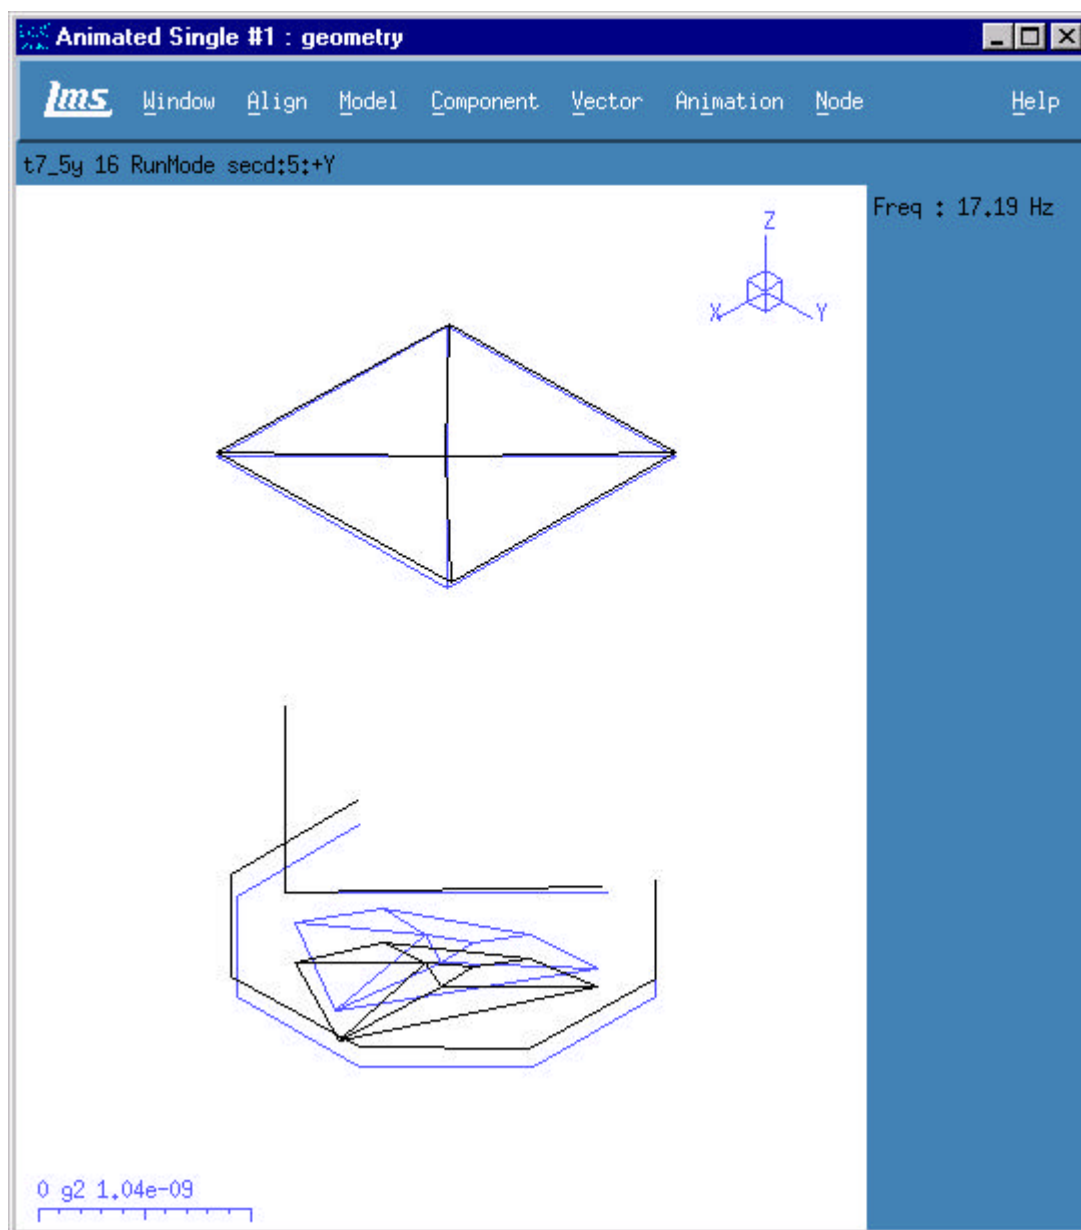 Animated Single #1 : geometry
lms Window Align Model Component Vector Animation Node Help
t7_5y 16 RunMode secd:5:+Y
Freq : 17.19 Hz
Z
X Y
0 g2 1.04e-09